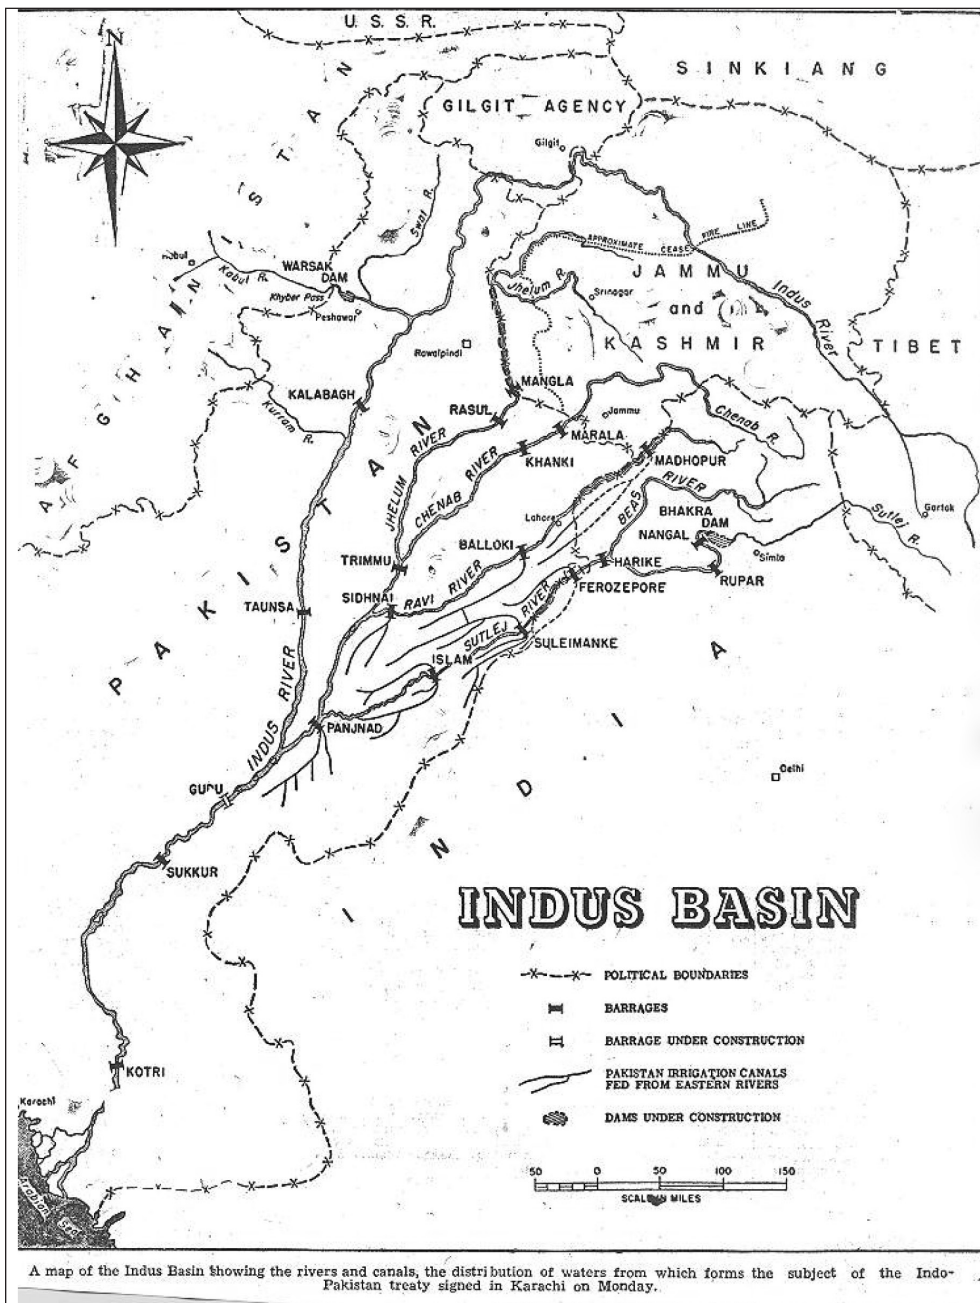 U. S. S. R.
N
SINKIANG
GILGIT AGENCY
Gilgit
AFGHANISTAN
Swat R.
APPROXIMATE CEASE FIRE LINE
Kabul R.
WARSAK
DAM
Khyber Pass
Peshawar
Jhelum R.
Srinagar
JAMMU
and
KASHMIR
Indus River
TIBET
Rawalpindi
KALABAGH
Kurram R.
MANGLA
RASUL
Jammu
MARALA
Chenab R.
KHANKI
JHELUM RIVER
CHENAB RIVER
MADHOPUR
BEAS RIVER
Lahore
BHAKRA
DAM
NANGAL
Simla
Sutlej R.
Gartok
BALLOKI
TRIMMU
HARIKE
RUPAR
SIDHNAI
RAVI RIVER
FEROZEPORE
TAUNSA
SUTLEJ RIVER
SULEIMANKE
ISLAM
PAKISTAN
INDUS RIVER
PANJNAD
INDIA
Delhi
SUKKUR
INDUS BASIN
POLITICAL BOUNDARIES
BARRAGES
BARRAGE UNDER CONSTRUCTION
PAKISTAN IRRIGATION CANALS
FED FROM EASTERN RIVERS
DAMS UNDER CONSTRUCTION
KOTRI
Karachi
Arabian Sea
50 0 50 100 150
SCALE IN MILES
A map of the Indus Basin showing the rivers and canals, the distribution of waters from which forms the subject of the Indo-
Pakistan treaty signed in Karachi on Monday.